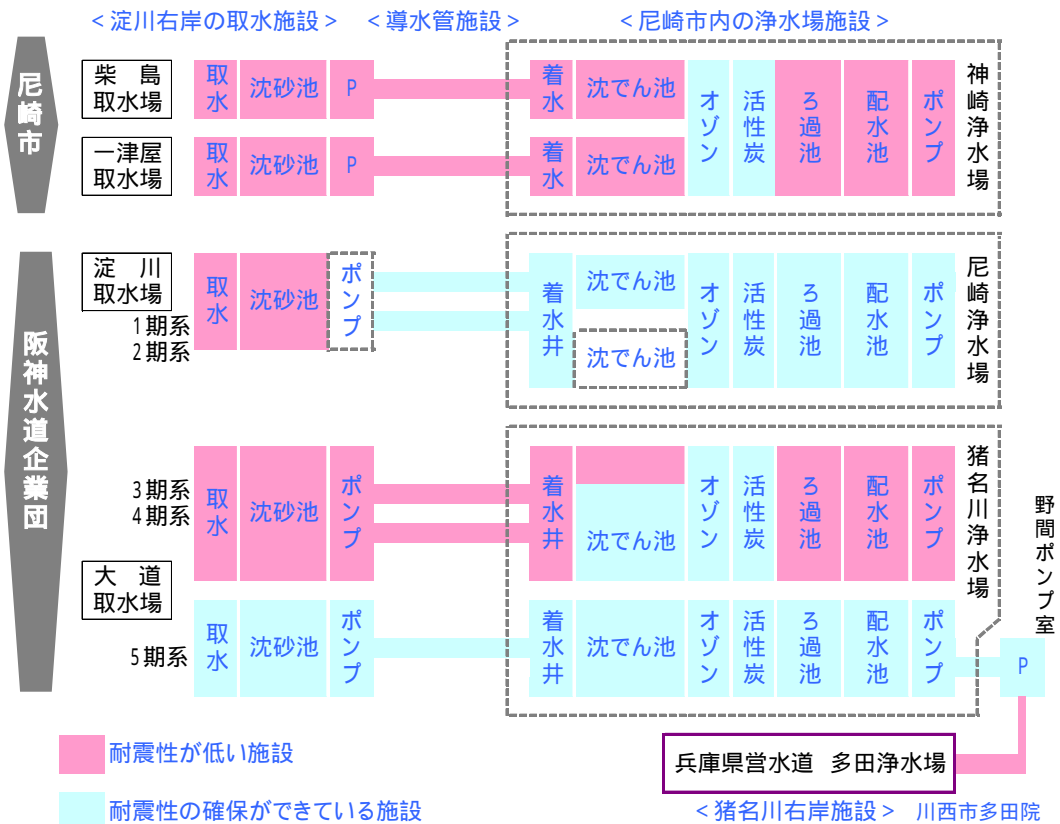 ＜淀川右岸の取水施設＞
＜導水管施設＞
＜尼崎市内の浄水場施設＞
尼崎市
柴　島
取水場
取水
沈砂池
P
着水
沈でん池
一津屋
取水場
取水
沈砂池
P
着水
沈でん池
オゾン
活性炭
ろ過池
配水池
ポンプ
神崎浄水場
阪神水道企業団
淀　川
取水場
1期系
2期系
取水
沈砂池
ポンプ
着水井
沈でん池
沈でん池
オゾン
活性炭
ろ過池
配水池
ポンプ
尼崎浄水場
3期系
4期系
取水
沈砂池
ポンプ
着水井
沈でん池
オゾン
活性炭
ろ過池
配水池
ポンプ
猪名川浄水場
大　道
取水場
5期系
取水
沈砂池
ポンプ
着水井
沈でん池
オゾン
活性炭
ろ過池
配水池
ポンプ
野間ポンプ室
P
耐震性が低い施設
兵庫県営水道　多田浄水場
耐震性の確保ができている施設
＜猪名川右岸施設＞　川西市多田院